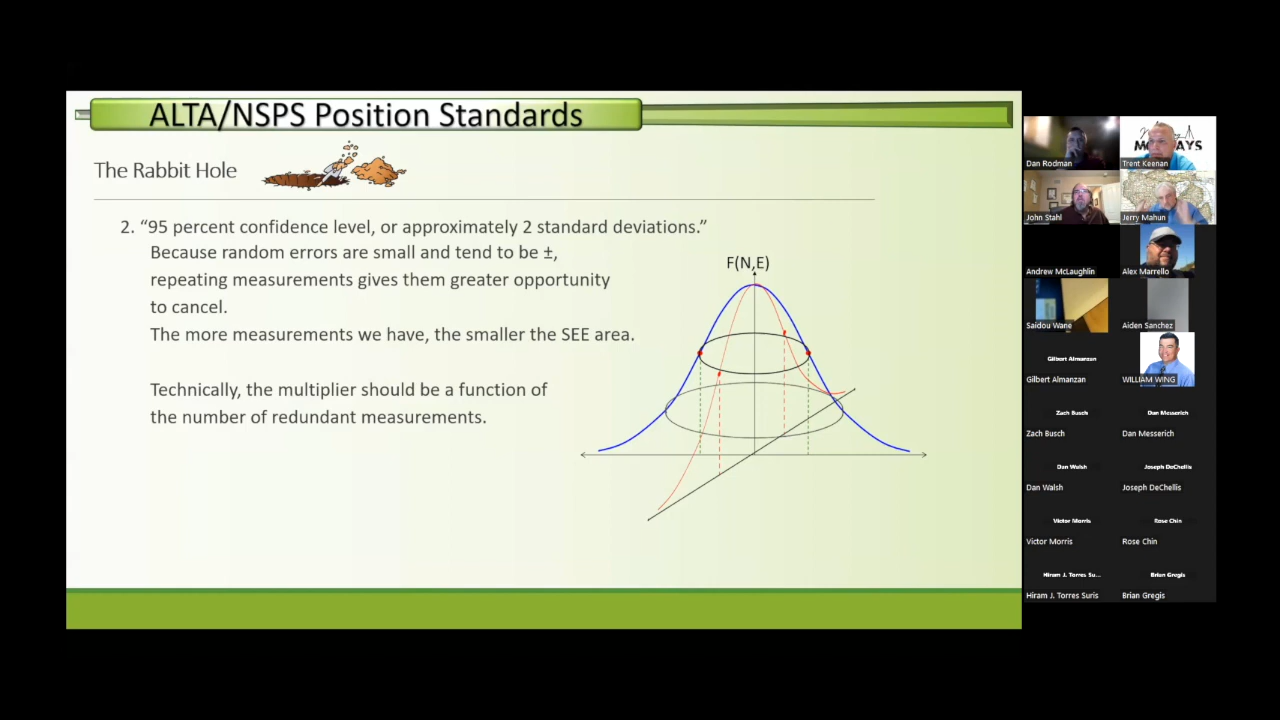 ALTA/NSPS Position Standards
The Rabbit Hole
2. “95 percent confidence level, or approximately 2 standard deviations.”
Because random errors are small and tend to be ±,
repeating measurements gives them greater opportunity
to cancel.
The more measurements we have, the smaller the SEE area.
Technically, the multiplier should be a function of
the number of redundant measurements.
F(N,E)
Dan Rodman
Trent Keenan
John Stahl
Jerry Mahun
Andrew McLaughlin
Alex Marrello
Saidou Wane
Aiden Sanchez
Gilbert Almanzan
Gilbert Almanzan
WILLIAM WING
Zach Busch
Dan Messerich
Zach Busch
Dan Messerich
Dan Walsh
Joseph DeChellis
Dan Walsh
Joseph DeChellis
Victor Morris
Rose Chin
Victor Morris
Rose Chin
Hiram J. Torres Su...
Brian Gregis
Hiram J. Torres Suris
Brian Gregis